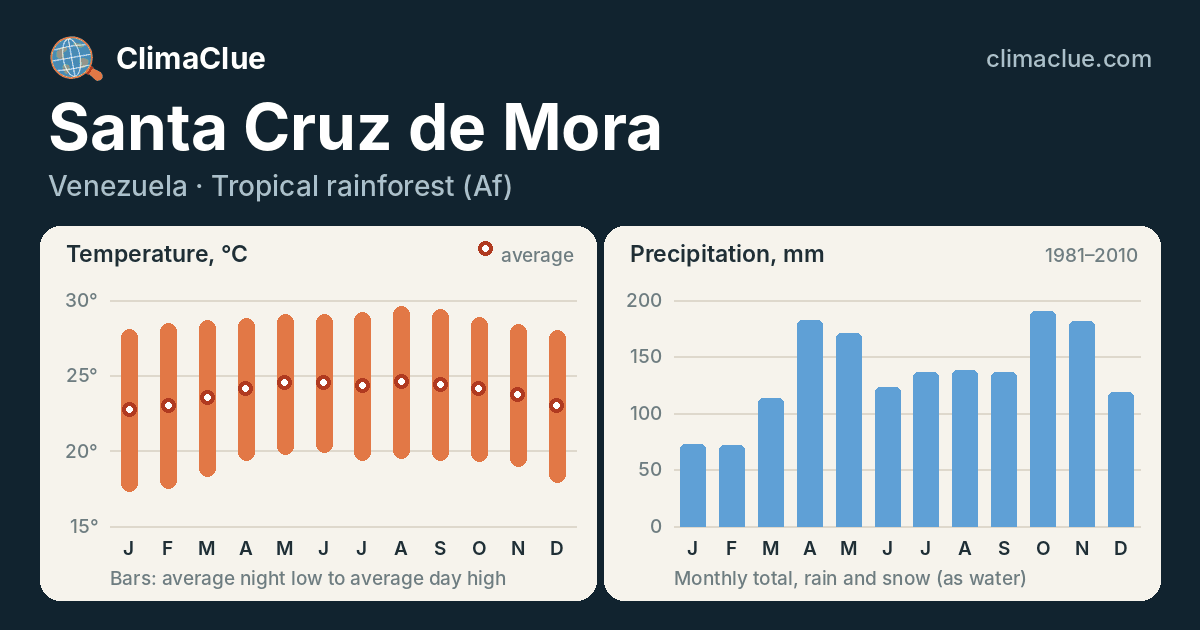 ClimaClue
climaclue.com
Santa Cruz de Mora
Venezuela · Tropical rainforest (Af)
Temperature, °C
average
30°
25°
20°
15°
J F M A M J J A S O N D
Bars: average night low to average day high
Precipitation, mm
1981–2010
200
150
100
50
0
J F M A M J J A S O N D
Monthly total, rain and snow (as water)